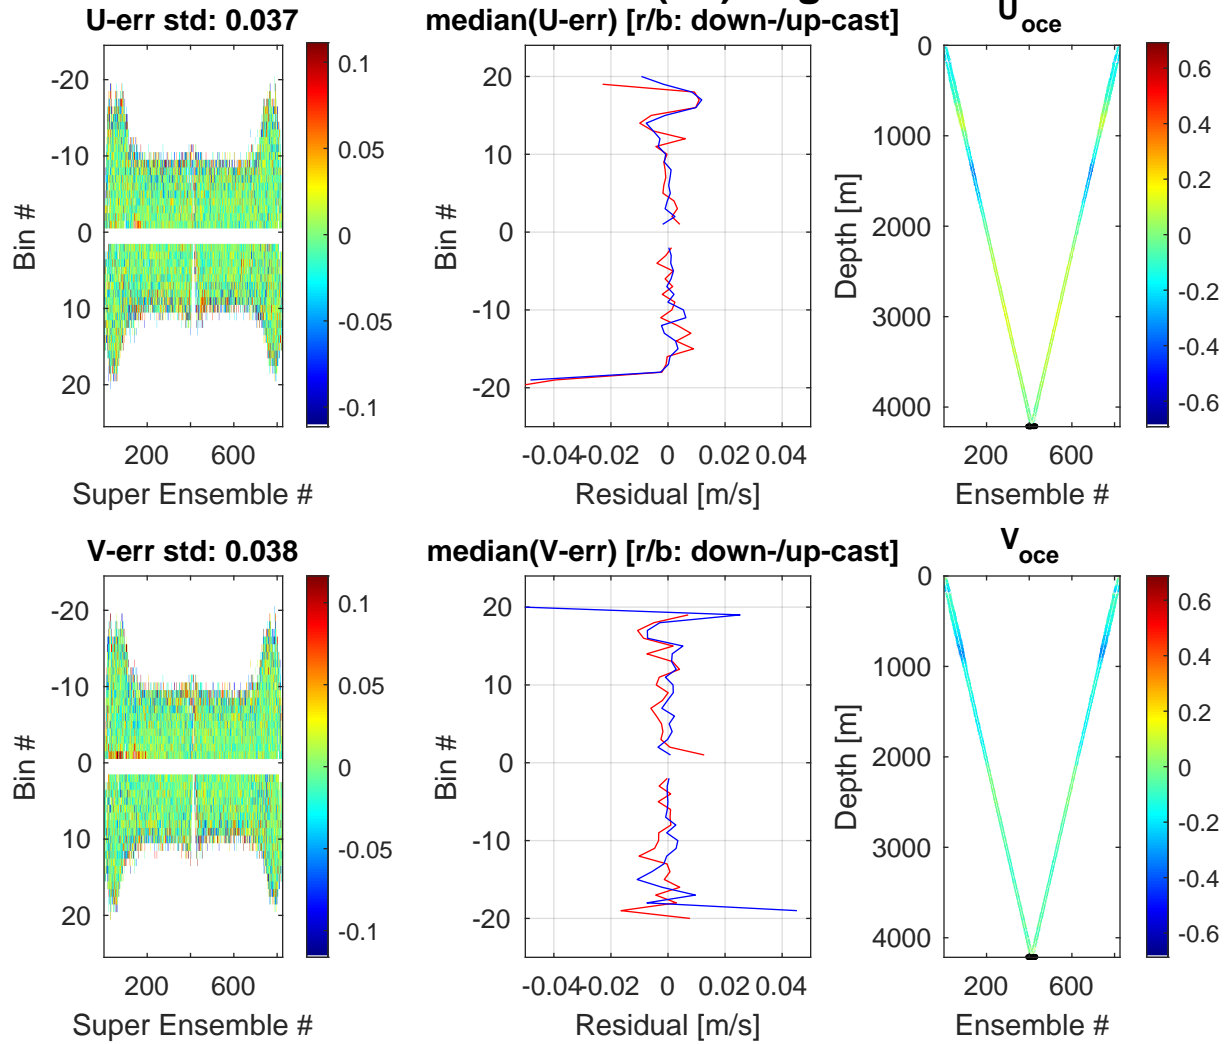 U-err std: 0.037
median(U-err) [r/b: down-/up-cast]
U oce
-20
-10
0
10
20
Bin #
200 600
Super Ensemble #
0.1
0.05
0
-0.05
-0.1
20
10
0
-10
-20
Bin #
-0.04 -0.02 0 0.02 0.04
Residual [m/s]
0
1000
2000
3000
4000
Depth [m]
200 600
Ensemble #
0.6
0.4
0.2
0
-0.2
-0.4
-0.6
V-err std: 0.038
median(V-err) [r/b: down-/up-cast]
V oce
-20
-10
0
10
20
Bin #
200 600
Super Ensemble #
0.1
0.05
0
-0.05
-0.1
20
10
0
-10
-20
Bin #
-0.04 -0.02 0 0.02 0.04
Residual [m/s]
0
1000
2000
3000
4000
Depth [m]
200 600
Ensemble #
0.6
0.4
0.2
0
-0.2
-0.4
-0.6